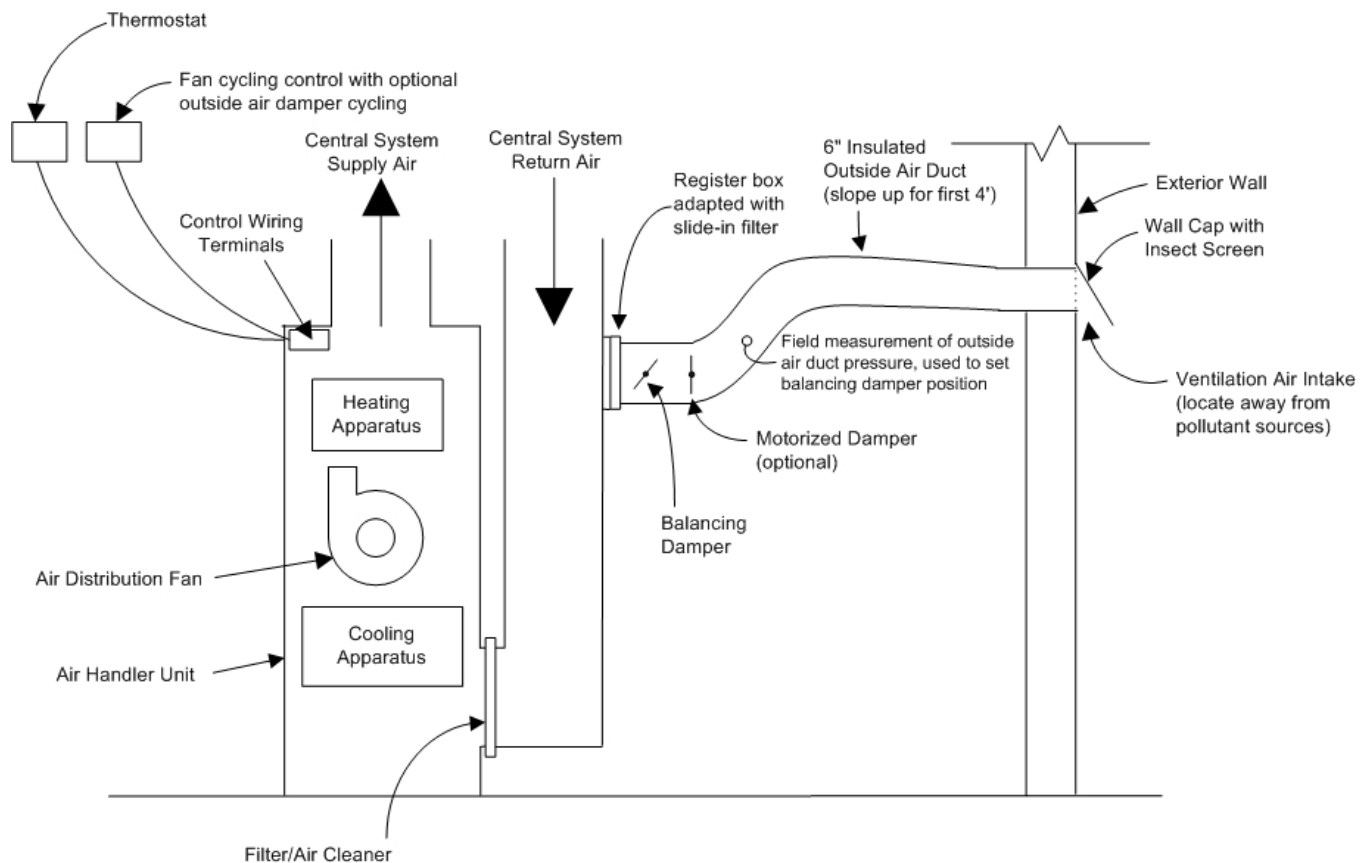 Thermostat
Fan cycling control with optional
outside air damper cycling
Central System
Supply Air
Central System
Return Air
6" Insulated
Outside Air Duct
(slope up for first 4')
Register box
adapted with
slide-in filter
Exterior Wall
Wall Cap with
Insect Screen
Control Wiring
Terminals
Field measurement of outside
air duct pressure, used to set
balancing damper position
Ventilation Air Intake
(locate away from
pollutant sources)
Heating
Apparatus
Motorized Damper
(optional)
Balancing
Damper
Air Distribution Fan
Cooling
Apparatus
Air Handler Unit
Filter/Air Cleaner